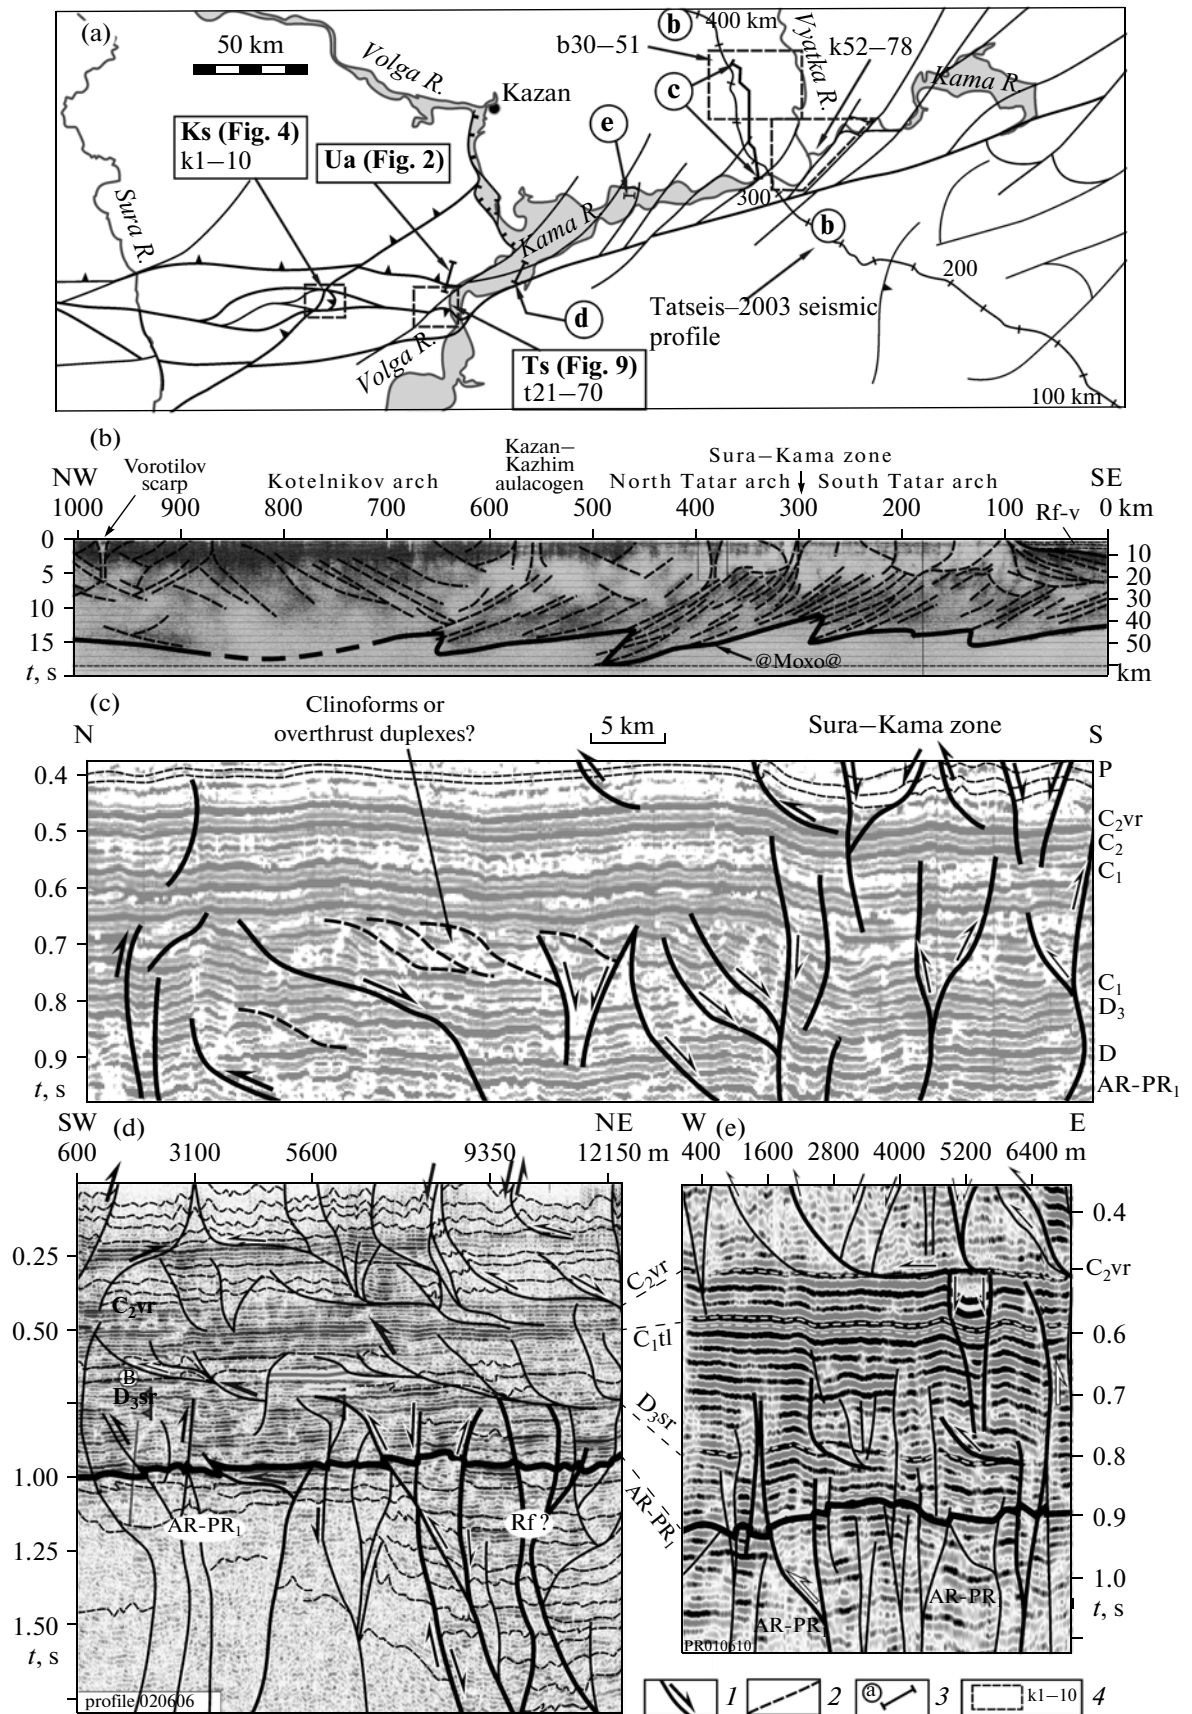 (a)
50 km
Volga R.
Kazan
b
400 km
b30–51
Vyatka R.
k52–78
Kama R.
c
e
Ks (Fig. 4)
k1–10
Ua (Fig. 2)
Sura R.
Kama R.
300
b
200
d
Tatseis–2003 seismic
profile
Volga R.
Ts (Fig. 9)
t21–70
100 km
(b)
NW
Vorotilov
scarp
Kotelnikov arch
Kazan–
Kazhim
aulacogen
Sura–Kama zone
North Tatar arch
South Tatar arch
SE
1000 900 800 700 600 500 400 300 200 100 0 km
Rf-v
0
5
10
15
t, s
10
20
30
40
50
km
@Moxo@
(c)
N
Clinoforms or
overthrust duplexes?
5 km
Sura–Kama zone
S
0.4
0.5
0.6
0.7
0.8
0.9
t, s
P
C2vr
C2
C1
C1
D3
D
AR-PR1
SW (d) NE
600 3100 5600 9350 12150 m
0.25
0.50
1.00
1.25
1.50
t, s
C2vr
B
D3sr
AR-PR1
Rf ?
profile 020606
C2vr
C1tl
D3sr
AR-PR1
W (e) E
400 1600 2800 4000 5200 6400 m
0.4
C2vr
0.6
0.7
0.8
0.9
1.0
t, s
AR-PR
AR-PR1
PR010610
1
2
a 3
k1–10 4